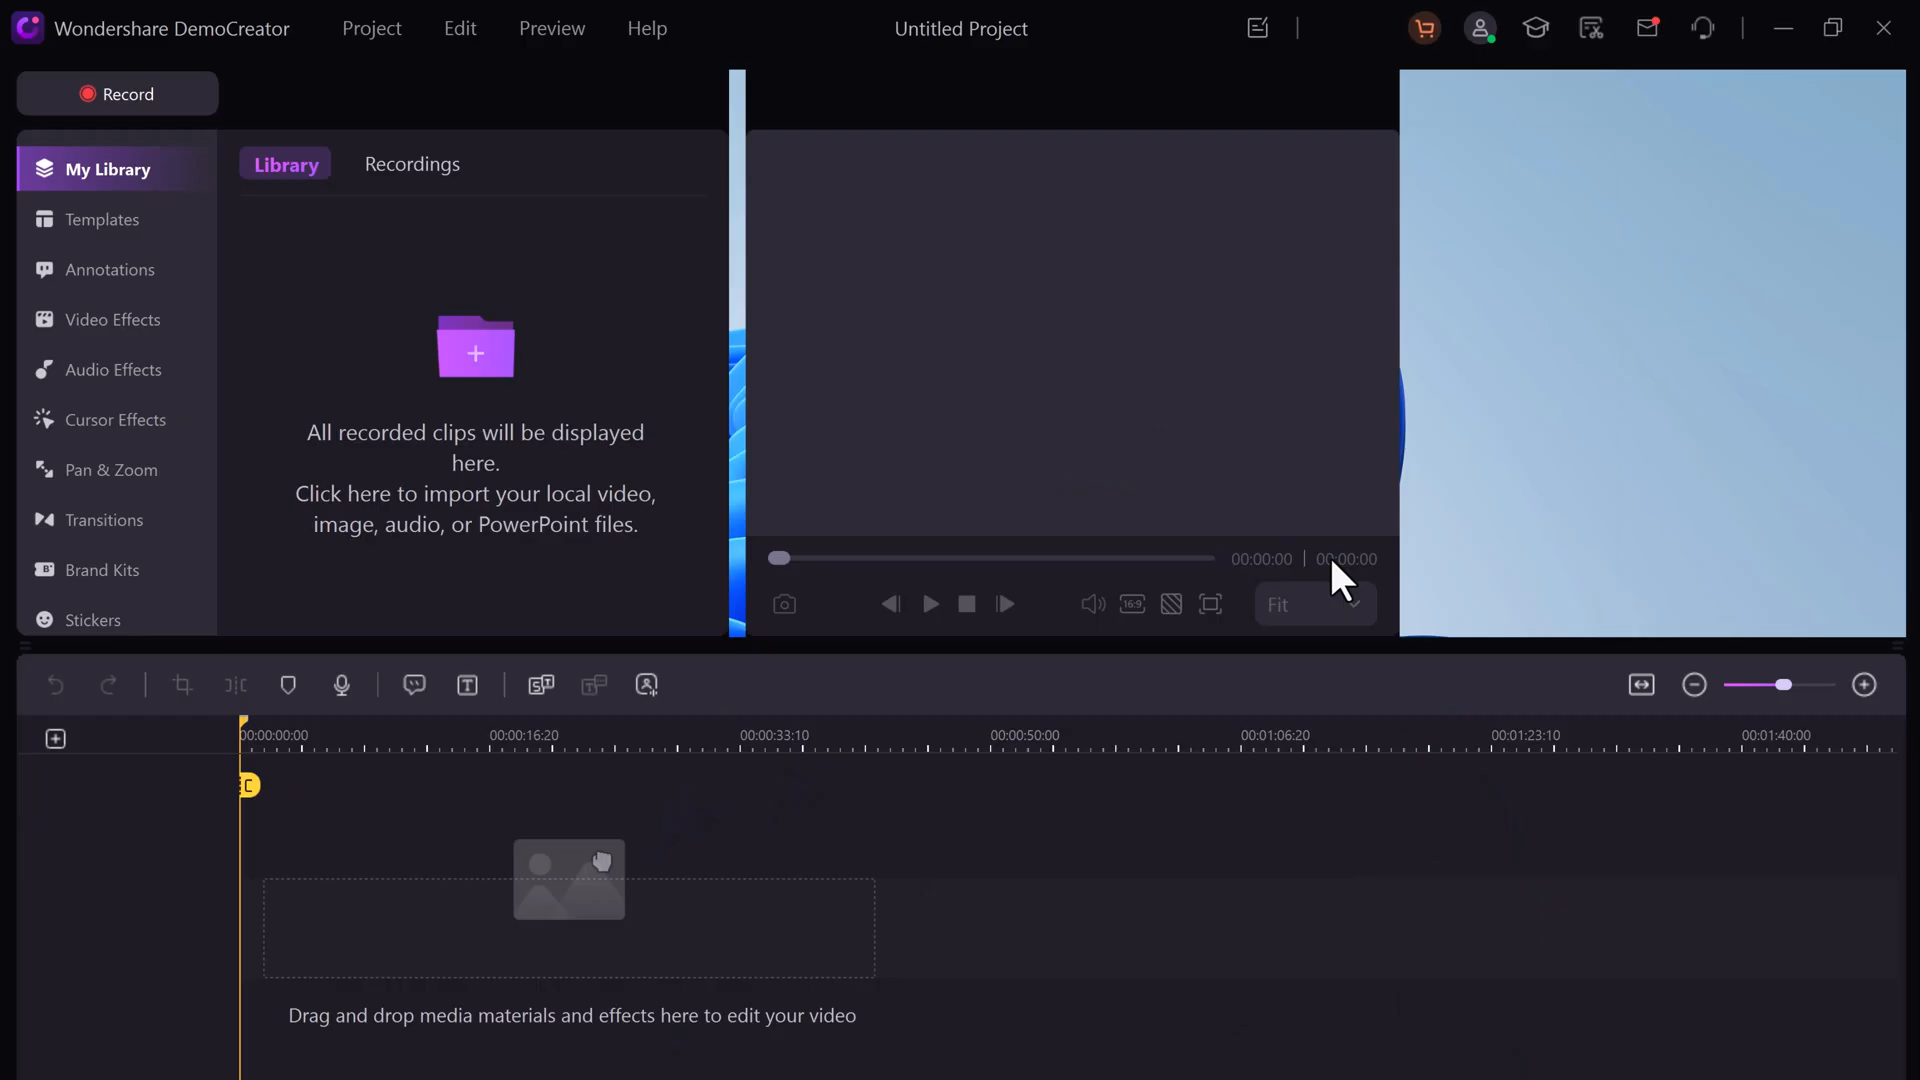 Wondershare DemoCreator
Project
Edit
Preview
Help
Untitled Project
Record
My Library
Templates
Annotations
Video Effects
Audio Effects
Cursor Effects
Pan & Zoom
Transitions
Brand Kits
Stickers
Library
Recordings
All recorded clips will be displayed
here.
Click here to import your local video,
image, audio, or PowerPoint files.
00:00:00 | 00:00:00
16:9
Fit
00:00:00:00
00:00:16:20
00:00:33:10
00:00:50:00
00:01:06:20
00:01:23:10
00:01:40:00
Drag and drop media materials and effects here to edit your video